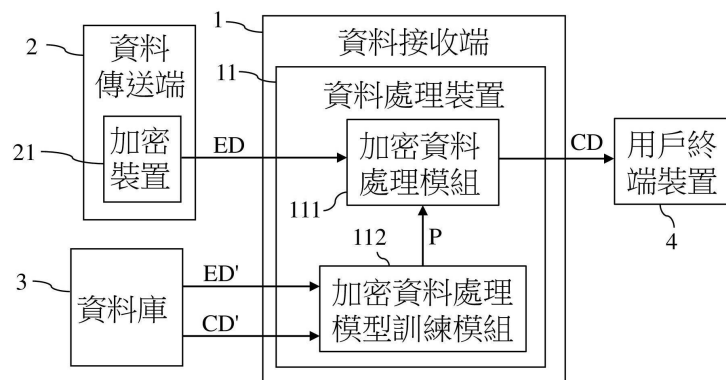 1
2
資料接收端
資料
傳送端
11
資料處理裝置
21
加密
裝置
ED
加密資料
處理模組
CD
用戶終
端裝置
111
4
112
P
3
資料庫
ED'
CD'
加密資料處理
模型訓練模組